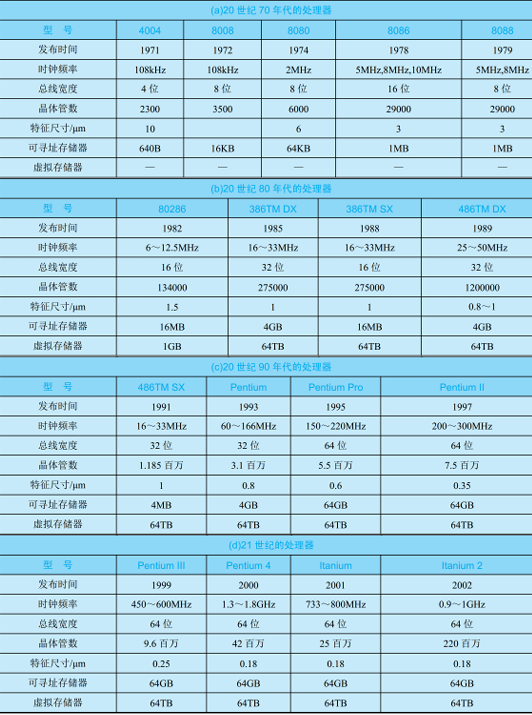 (a)20 世纪 70 年代的处理器
型 号 4004 8008 8080 8086 8088
发布时间 1971 1972 1974 1978 1979
时钟频率 108kHz 108kHz 2MHz 5MHz,8MHz,10MHz 5MHz,8MHz
总线宽度 4 位 8 位 8 位 16 位 8 位
晶体管数 2300 3500 6000 29000 29000
特征尺寸/μm 10 6 3 3
可寻址存储器 640B 16KB 64KB 1MB 1MB
虚拟存储器 — — — — —
(b)20 世纪 80 年代的处理器
型 号 80286 386TM DX 386TM SX 486TM DX
发布时间 1982 1985 1988 1989
时钟频率 6～12.5MHz 16～33MHz 16～33MHz 25～50MHz
总线宽度 16 位 32 位 16 位 32 位
晶体管数 134000 275000 275000 1200000
特征尺寸/μm 1.5 1 1 0.8～1
可寻址存储器 16MB 4GB 16MB 4GB
虚拟存储器 1GB 64TB 64TB 64TB
(c)20 世纪 90 年代的处理器
型 号 486TM SX Pentium Pentium Pro Pentium II
发布时间 1991 1993 1995 1997
时钟频率 16～33MHz 60～166MHz 150～220MHz 200～300MHz
总线宽度 32 位 32 位 64 位 64 位
晶体管数 1.185 百万 3.1 百万 5.5 百万 7.5 百万
特征尺寸/μm 1 0.8 0.6 0.35
可寻址存储器 4MB 4GB 64GB 64GB
虚拟存储器 64TB 64TB 64TB 64TB
(d)21 世纪的处理器
型 号 Pentium III Pentium 4 Itanium Itanium 2
发布时间 1999 2000 2001 2002
时钟频率 450～600MHz 1.3～1.8GHz 733～800MHz 0.9～1GHz
总线宽度 64 位 64 位 64 位 64 位
晶体管数 9.6 百万 42 百万 25 百万 220 百万
特征尺寸/μm 0.25 0.18 0.18 0.18
可寻址存储器 64GB 64GB 64GB 64GB
虚拟存储器 64TB 64TB 64TB 64TB